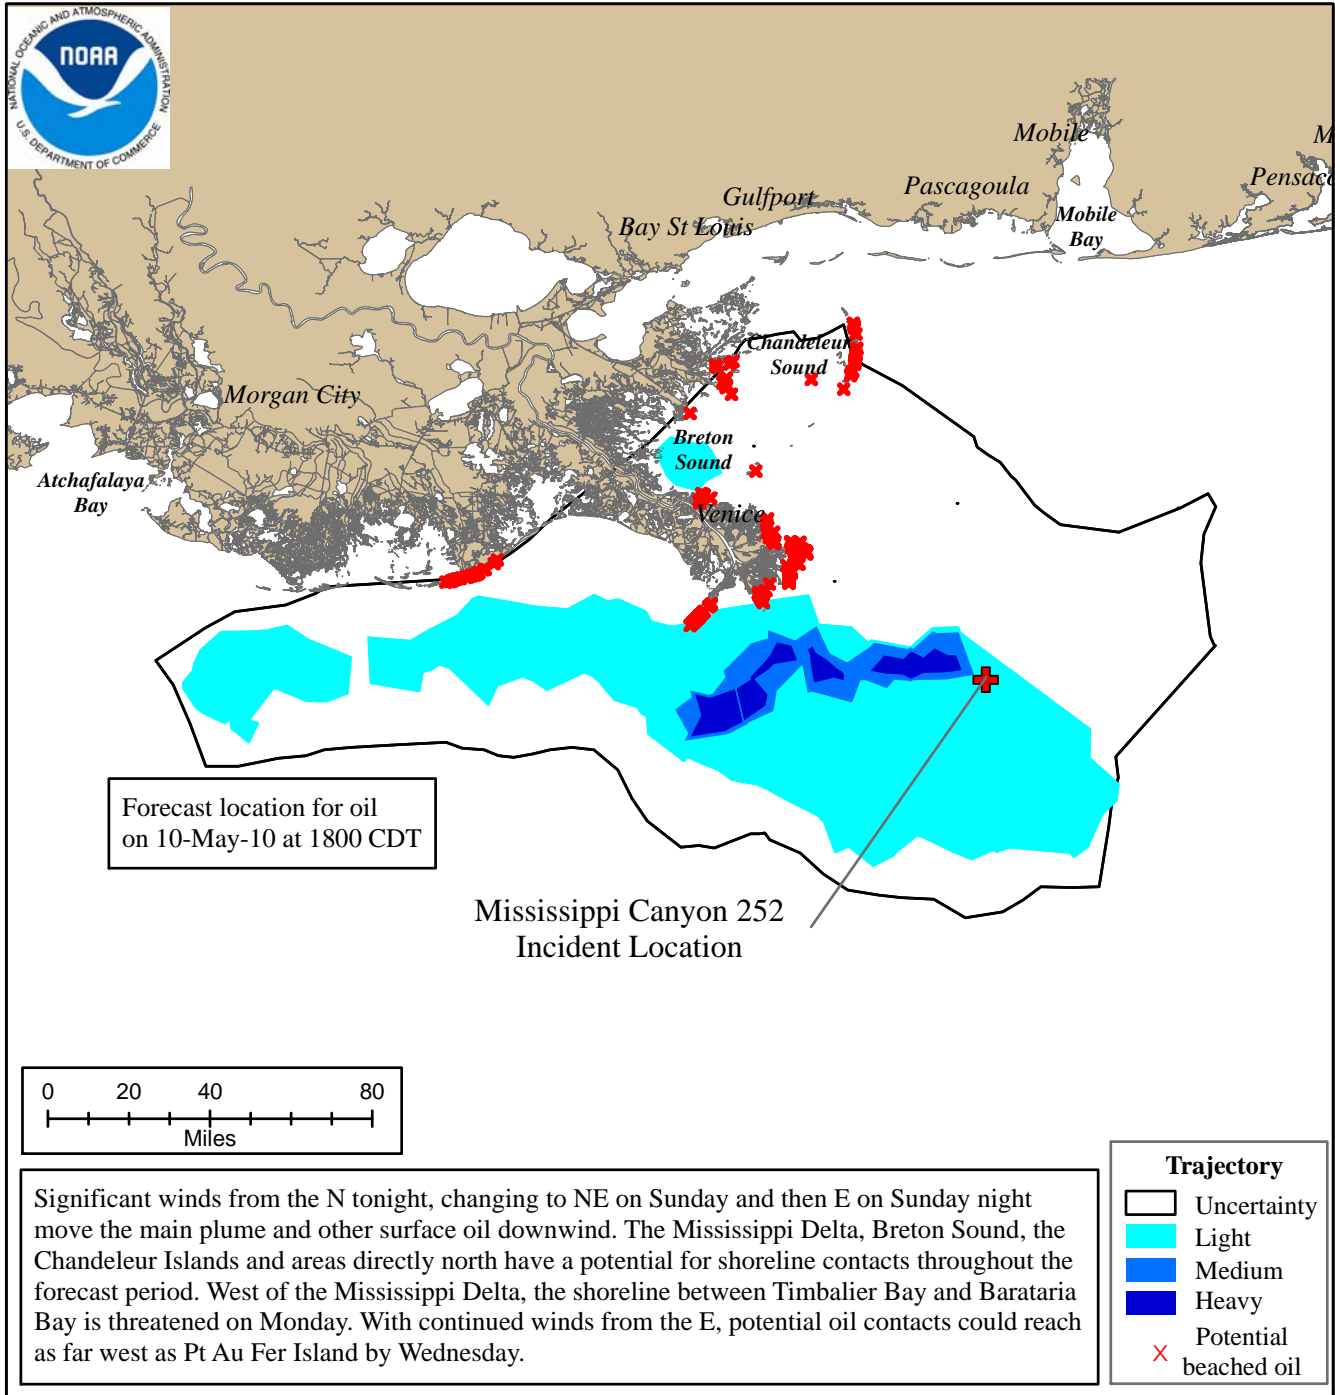 NATIONAL OCEANIC AND ATMOSPHERIC ADMINISTRATION
NOAA
U.S. DEPARTMENT OF COMMERCE
Mobile
M
Pensaco
Pascagoula
Gulfport
Mobile
Bay
Bay St Louis
Chandeleur
Sound
Morgan City
Breton
Sound
Atchafalaya
Bay
Venice
Forecast location for oil
on 10-May-10 at 1800 CDT
Mississippi Canyon 252
Incident Location
0 20 40 80
Miles
Significant winds from the N tonight, changing to NE on Sunday and then E on Sunday night
move the main plume and other surface oil downwind. The Mississippi Delta, Breton Sound, the
Chandeleur Islands and areas directly north have a potential for shoreline contacts throughout the
forecast period. West of the Mississippi Delta, the shoreline between Timbalier Bay and Barataria
Bay is threatened on Monday. With continued winds from the E, potential oil contacts could reach
as far west as Pt Au Fer Island by Wednesday.
Trajectory
Uncertainty
Light
Medium
Heavy
Potential
X beached oil